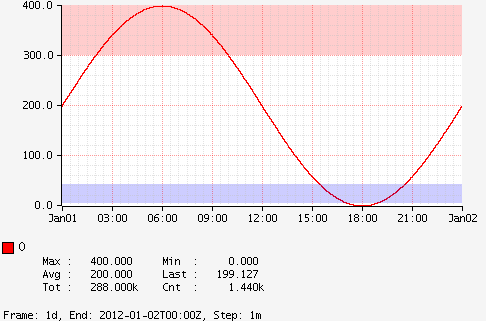 400.0
300.0
200.0
100.0
0.0
Jan01 03:00 06:00 09:00 12:00 15:00 18:00 21:00 Jan02
0
Max : 400.000 Min : 0.000
Avg : 200.000 Last : 199.127
Tot : 288.000k Cnt : 1.440k
Frame: 1d, End: 2012-01-02T00:00Z, Step: 1m